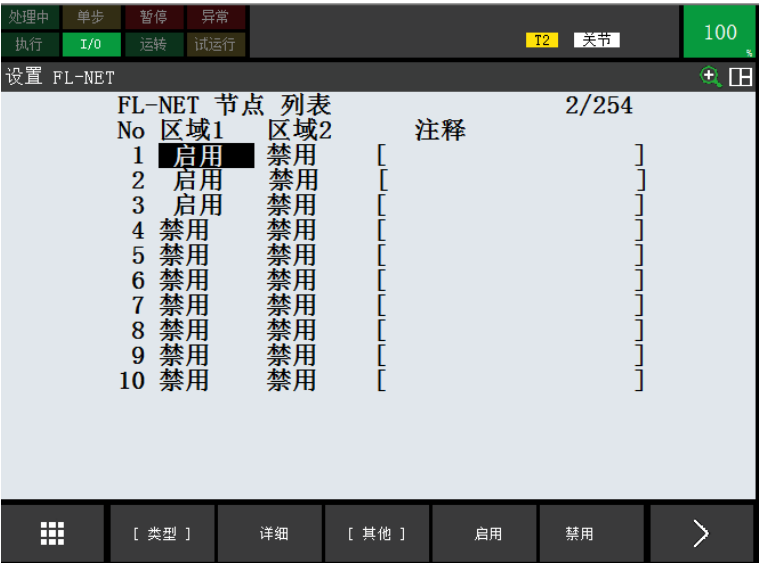 处理中 单步 暂停 异常
执行 I/O 运转 试运行 T2 关节 100 %
设置 FL-NET
FL-NET 节点 列表 2/254
No 区域1 区域2 注释
1 启用 禁用 [ ]
2 启用 禁用 [ ]
3 启用 禁用 [ ]
4 禁用 禁用 [ ]
5 禁用 禁用 [ ]
6 禁用 禁用 [ ]
7 禁用 禁用 [ ]
8 禁用 禁用 [ ]
9 禁用 禁用 [ ]
10 禁用 禁用 [ ]
[ 类型 ] 详细 [ 其他 ] 启用 禁用